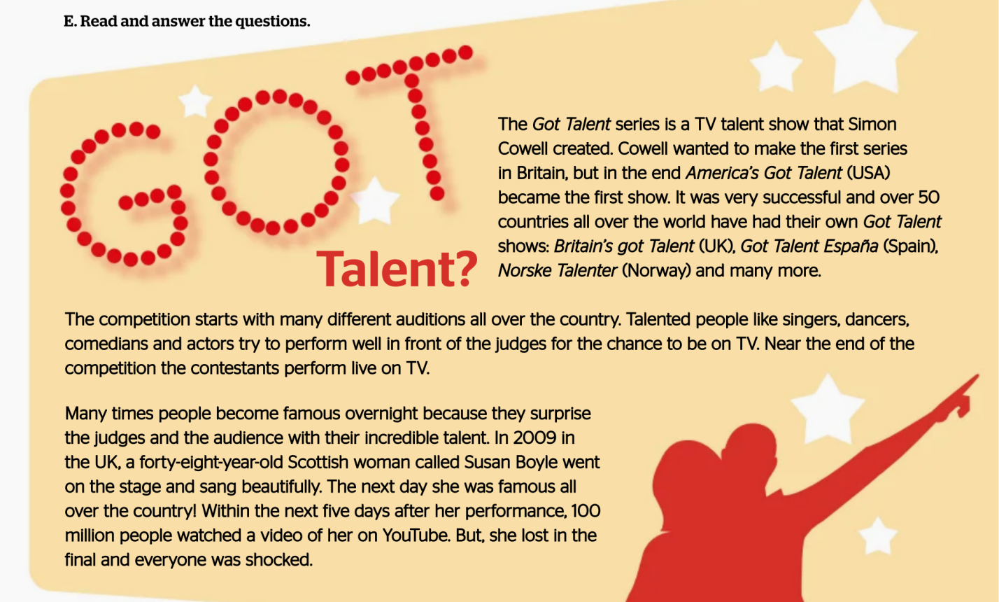 E. Read and answer the questions.
GOT
Talent?
The Got Talent series is a TV talent show that Simon
Cowell created. Cowell wanted to make the first series
in Britain, but in the end America's Got Talent (USA)
became the first show. It was very successful and over 50
countries all over the world have had their own Got Talent
shows: Britain's got Talent (UK), Got Talent España (Spain),
Norske Talenter (Norway) and many more.
The competition starts with many different auditions all over the country. Talented people like singers, dancers,
comedians and actors try to perform well in front of the judges for the chance to be on TV. Near the end of the
competition the contestants perform live on TV.
Many times people become famous overnight because they surprise
the judges and the audience with their incredible talent. In 2009 in
the UK, a forty-eight-year-old Scottish woman called Susan Boyle went
on the stage and sang beautifully. The next day she was famous all
over the country! Within the next five days after her performance, 100
million people watched a video of her on YouTube. But, she lost in the
final and everyone was shocked.